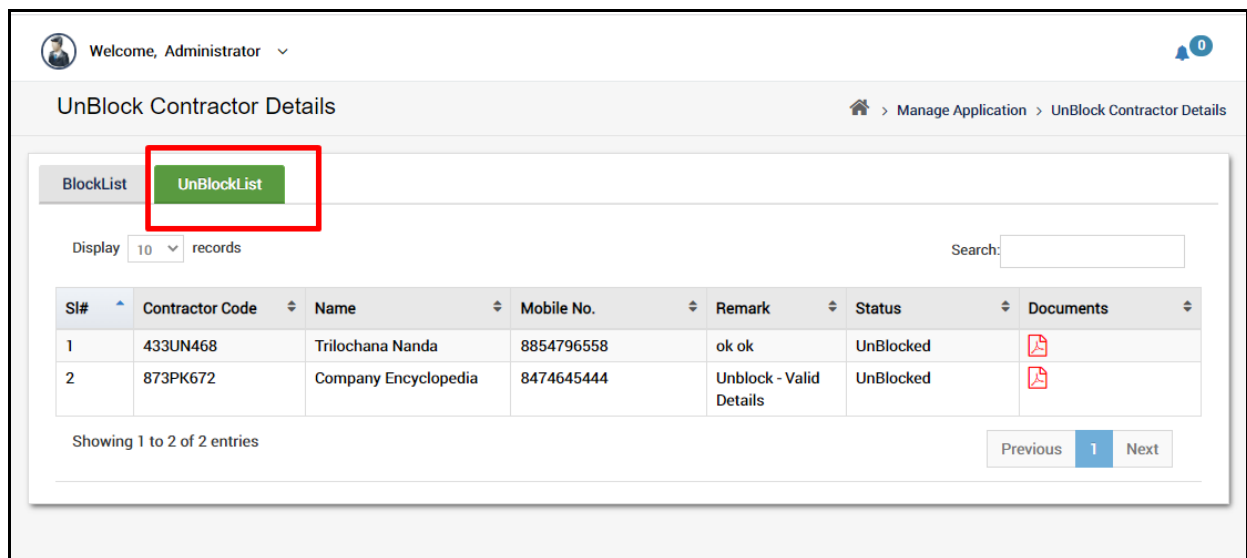 Welcome, Administrator
0
UnBlock Contractor Details
> Manage Application > UnBlock Contractor Details
BlockList UnBlockList
Display 10 records Search:
Sl# Contractor Code Name Mobile No. Remark Status Documents
1 433UN468 Trilochana Nanda 8854796558 ok ok UnBlocked
2 873PK672 Company Encyclopedia 8474645444 Unblock - Valid UnBlocked
Details
Showing 1 to 2 of 2 entries
Previous 1 Next